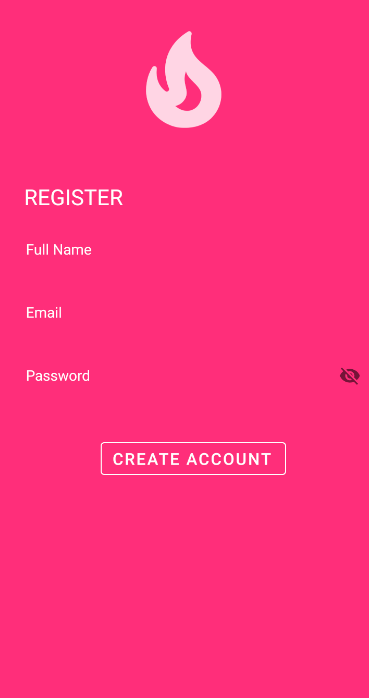 REGISTER
Full Name
Email
Password
CREATE ACCOUNT